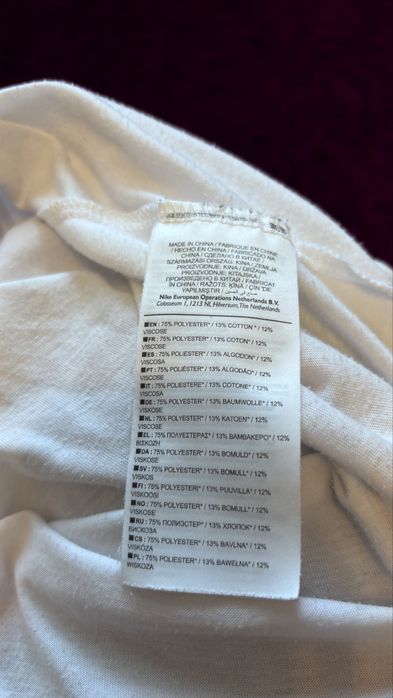 MADE IN CHINA / FABRIQUÉ EN CHINE
/ HECHO EN CHINA / FABRICADO NA
CHINA / СДЕЛАНО В КИТАЕ /
SZÁRMAZÁSI ORSZÁG: KÍNA / ZEMLJA
PROIZVODNJE: KINA / DRŽAVA
PROIZVODNJE: KITAJSKA /
ПРОИЗВЕДЕНО В КИТАЙ / FABRICAT
ÎN CHINA / RAŽOTS: ĶĪNĀ / ÇİN 'DE
YAPILMIŞTIR / صنع في الصين
Nike European Operations Netherlands B.V.
Colosseum 1, 1213 NL Hilversum, The Netherlands
EN: 75% POLYESTER* / 13% COTTON* / 12%
VISCOSE
FR: 75% POLYESTER* / 13% COTON* / 12%
VISCOSE
ES: 75% POLIÉSTER* / 13% ALGODON* / 12%
VISCOSA
PT: 75% POLIÉSTER* / 13% ALGODÃO* / 12%
VISCOSE
IT: 75% POLIESTERE* / 13% COTONE* / 12%
VISCOSA
DE: 75% POLYESTER* / 13% BAUMWOLLE* / 12%
VISKOSE
NL: 75% POLYESTER* / 13% KATOEN* / 12%
VISCOSE
EL: 75% ΠΟΛΥΕΣΤΕΡΑΣ* / 13% ΒΑΜΒΑΚΕΡΟ* / 12%
ΒΙΣΚΟΖΗ
DA: 75% POLYESTER* / 13% BOMULD* / 12%
VISKOSE
SV: 75% POLYESTER* / 13% BOMULL* / 12%
VISKOS
FI: 75% POLYESTERI* / 13% PUUVILLA* / 12%
VISKOOSI
NO: 75% POLYESTER* / 13% BOMULL* / 12%
VISKOSE
RU: 75% ПОЛИЭСТЕР* / 13% ХЛОПОК* / 12%
ВИСКОЗА
CS: 75% POLYESTER* / 13% BAVLNA* / 12%
VISKÓZA
PL: 75% POLIESTER* / 13% BAWEŁNA* / 12%
WISKOZA